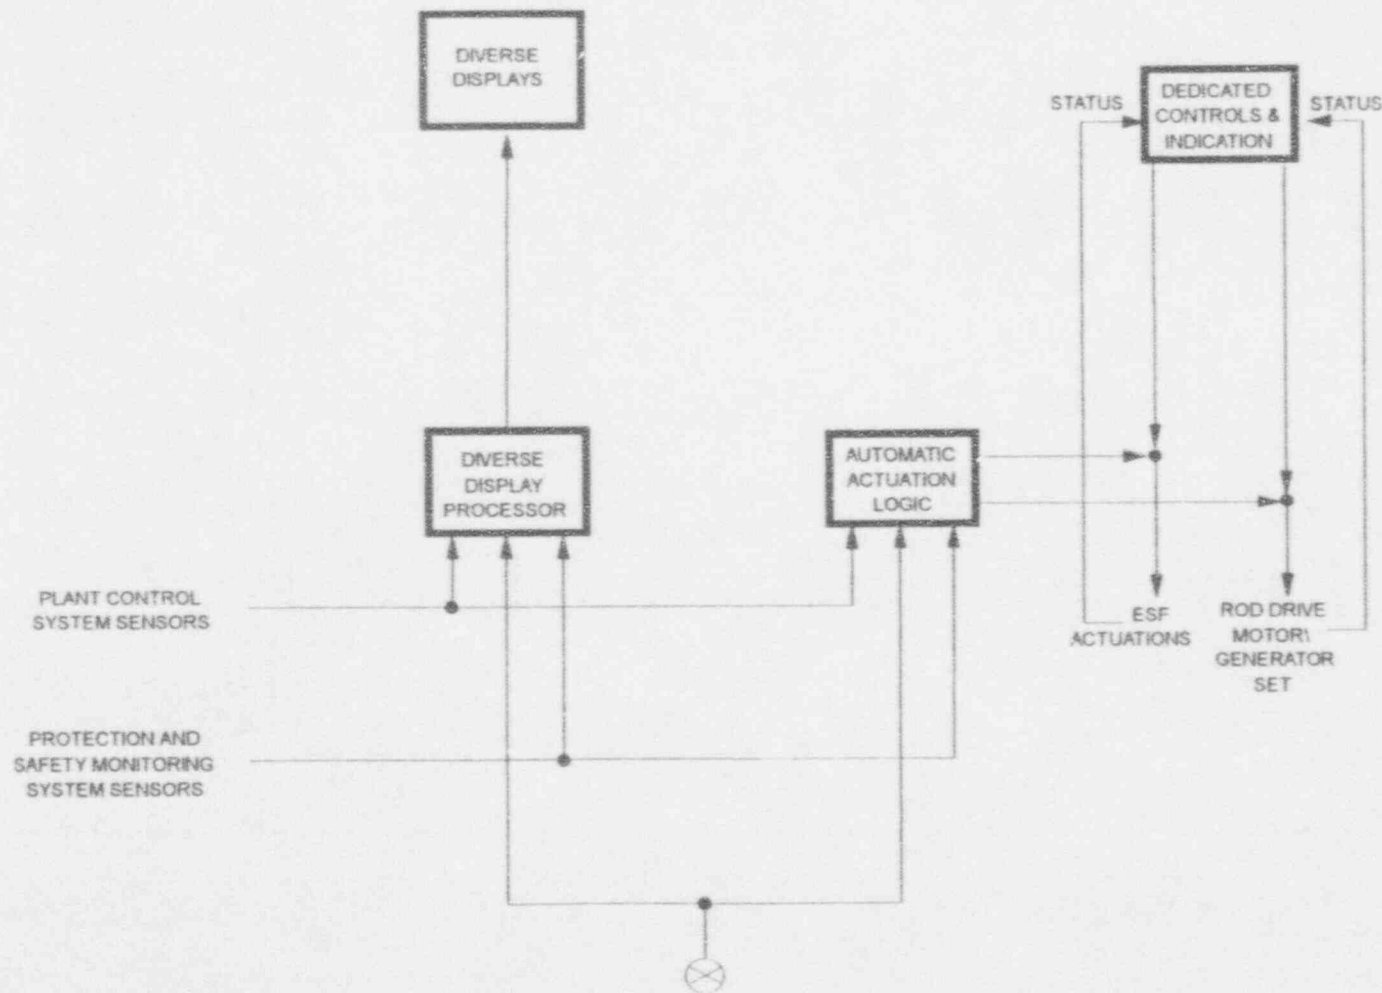 DIVERSE
DISPLAYS
STATUS
DEDICATED
CONTROLS &
INDICATION
STATUS
DIVERSE
DISPLAY
PROCESSOR
AUTOMATIC
ACTUATION
LOGIC
PLANT CONTROL
SYSTEM SENSORS
ESF
ACTUATIONS
ROD DRIVE
MOTOR\
GENERATOR
SET
PROTECTION AND
SAFETY MONITORING
SYSTEM SENSORS